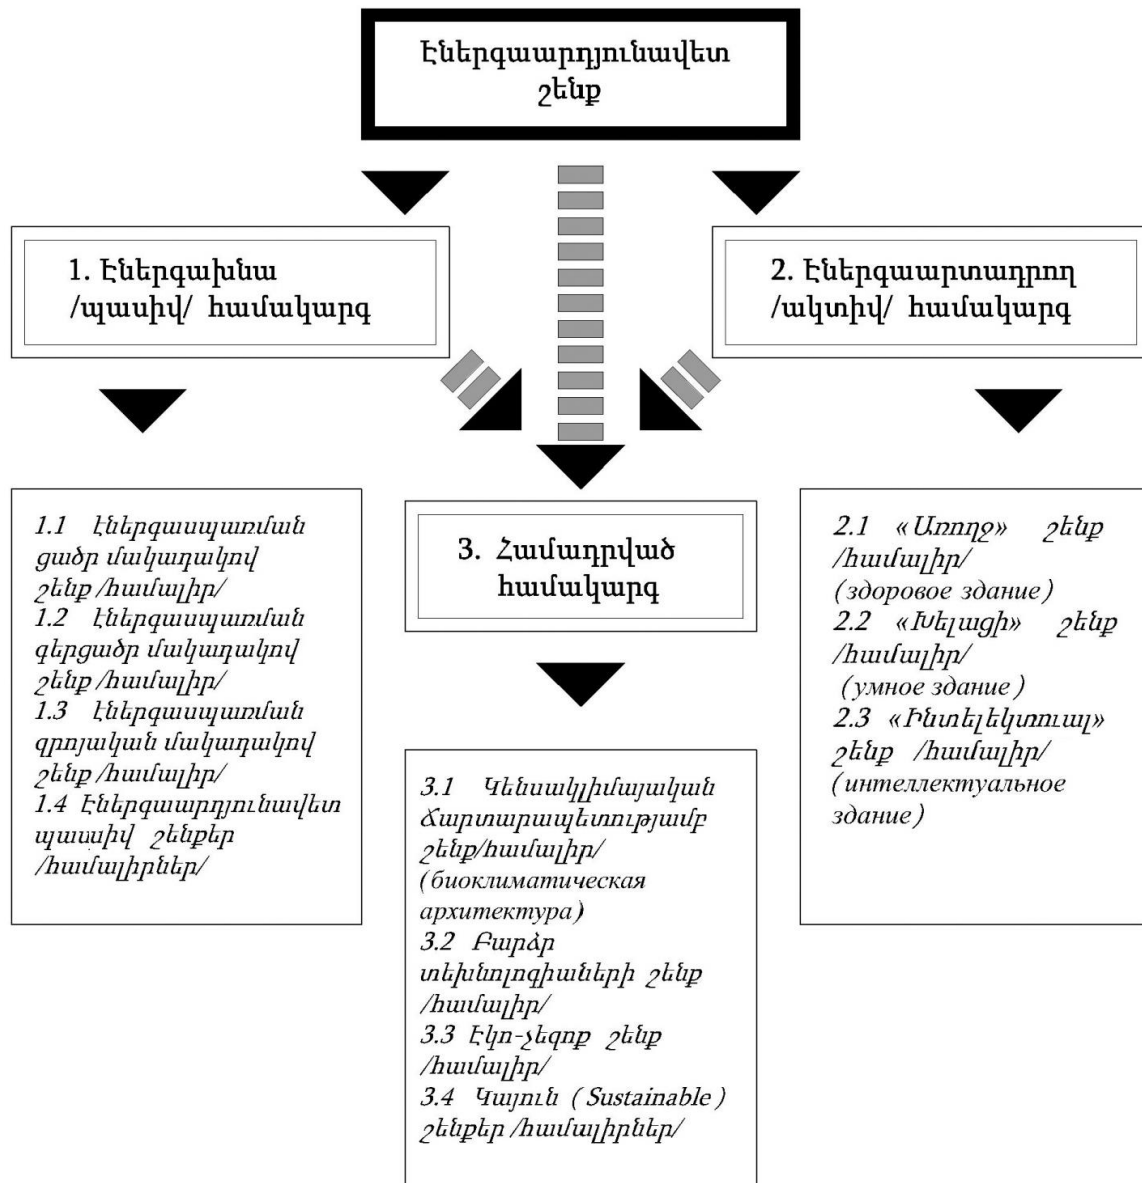 Էներգաարդյունավետ
շենք
1. Էներգախնա
/պասիվ/ համակարգ
2. Էներգաարտադրող
/ակտիվ/ համակարգ
3. Համադրված
համակարգ
1.1 էներգասպառման
ցածր մակադակով
շենք /համալիր/
1.2 էներգասպառման
գերցածր մակադակով
շենք /համալիր/
1.3 էներգասպառման
զրոյական մակադակով
շենք /համալիր/
1.4 Էներգաարդյունավետ
պասիվ շենքեր
/համալիրներ/
2.1 «Առողջ» շենք
/համալիր/
(здоровое здание)
2.2 «Խելացի» շենք
/համալիր/
(умное здание)
2.3 «Ինտելեկտուալ»
շենք /համալիր/
(интеллектуальное
здание)
3.1 Կենսակլիմայական
Ճարտարապետությամբ
շենք/համալիր/
(биоклиматическая
архитектура)
3.2 Բարձր
տեխնոլոգիաների շենք
/համալիր/
3.3 Էկո-չեզոք շենք
/համալիր/
3.4 Կայուն (Sustainable)
շենքեր /համալիրներ/